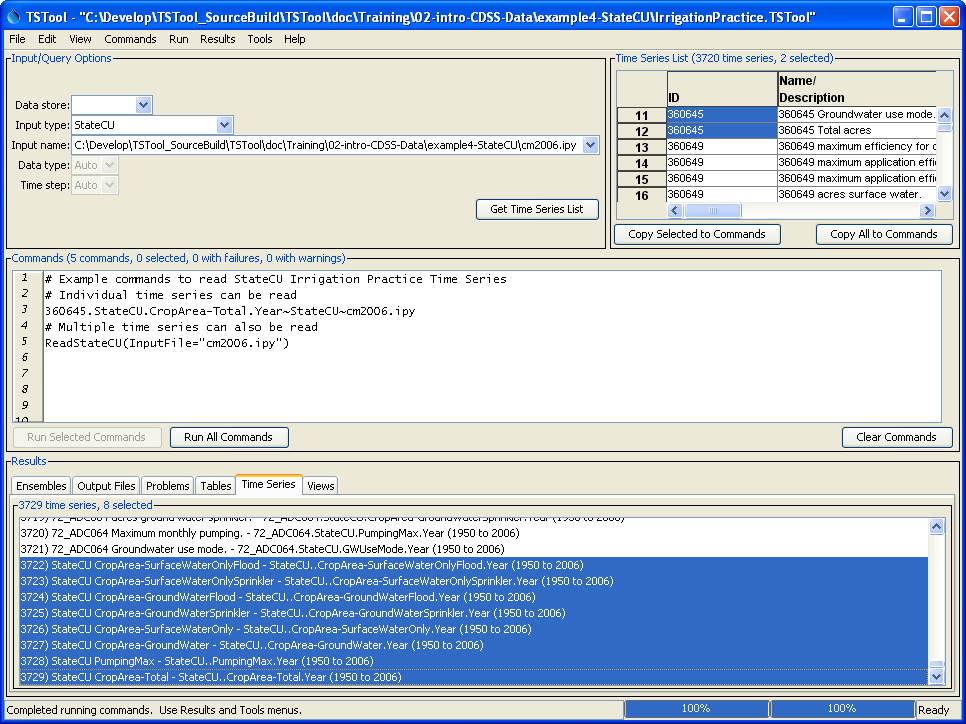 TSTool - "C:\Develop\TSTool_SourceBuild\TSTool\doc\Training\02-intro-CDSS-Data\example4-StateCU\IrrigationPractice.TSTool"
File Edit View Commands Run Results Tools Help
Input/Query Options
Data store:
Input type: StateCU
Input name: C:\Develop\TSTool_SourceBuild\TSTool\doc\Training\02-intro-CDSS-Data\example4-StateCU\cm2006.ipy
Data type: Auto
Time step: Auto
Get Time Series List
Time Series List (3720 time series, 2 selected)
Name/
ID Description
11 360645 360645 Groundwater use mode.
12 360645 360645 Total acres
13 360649 360649 maximum efficiency for
14 360649 360649 maximum application
15 360649 360649 maximum application
16 360649 360649 acres surface water.
Copy Selected to Commands Copy All to Commands
Commands (5 commands, 0 selected, 0 with failures, 0 with warnings)
1 # Example commands to read StateCU Irrigation Practice Time Series
2 # Individual time series can be read
3 360645.StateCU.CropArea-Total.Year~StateCU~cm2006.ipy
4 # Multiple time series can also be read
5 ReadStateCU(InputFile="cm2006.ipy")
6
7
8
9
10
Run Selected Commands Run All Commands Clear Commands
Results
Ensembles Output Files Problems Tables Time Series Views
3729 time series, 8 selected
3719) 72_ADC064 acres ground water sprinkler. - 72_ADC064.StateCU.CropArea-GroundWaterSprinkler.Year (1950 to 2006)
3720) 72_ADC064 Maximum monthly pumping. - 72_ADC064.StateCU.PumpingMax.Year (1950 to 2006)
3721) 72_ADC064 Groundwater use mode. - 72_ADC064.StateCU.GWUseMode.Year (1950 to 2006)
3722) StateCU CropArea-SurfaceWaterOnlyFlood - StateCU..CropArea-SurfaceWaterOnlyFlood.Year (1950 to 2006)
3723) StateCU CropArea-SurfaceWaterOnlySprinkler - StateCU..CropArea-SurfaceWaterOnlySprinkler.Year (1950 to 2006)
3724) StateCU CropArea-GroundWaterFlood - StateCU..CropArea-GroundWaterFlood.Year (1950 to 2006)
3725) StateCU CropArea-GroundWaterSprinkler - StateCU..CropArea-GroundWaterSprinkler.Year (1950 to 2006)
3726) StateCU CropArea-SurfaceWaterOnly - StateCU..CropArea-SurfaceWaterOnly.Year (1950 to 2006)
3727) StateCU CropArea-GroundWater - StateCU..CropArea-GroundWater.Year (1950 to 2006)
3728) StateCU PumpingMax - StateCU..PumpingMax.Year (1950 to 2006)
3729) StateCU CropArea-Total - StateCU..CropArea-Total.Year (1950 to 2006)
Completed running commands. Use Results and Tools menus. 100% 100% Ready